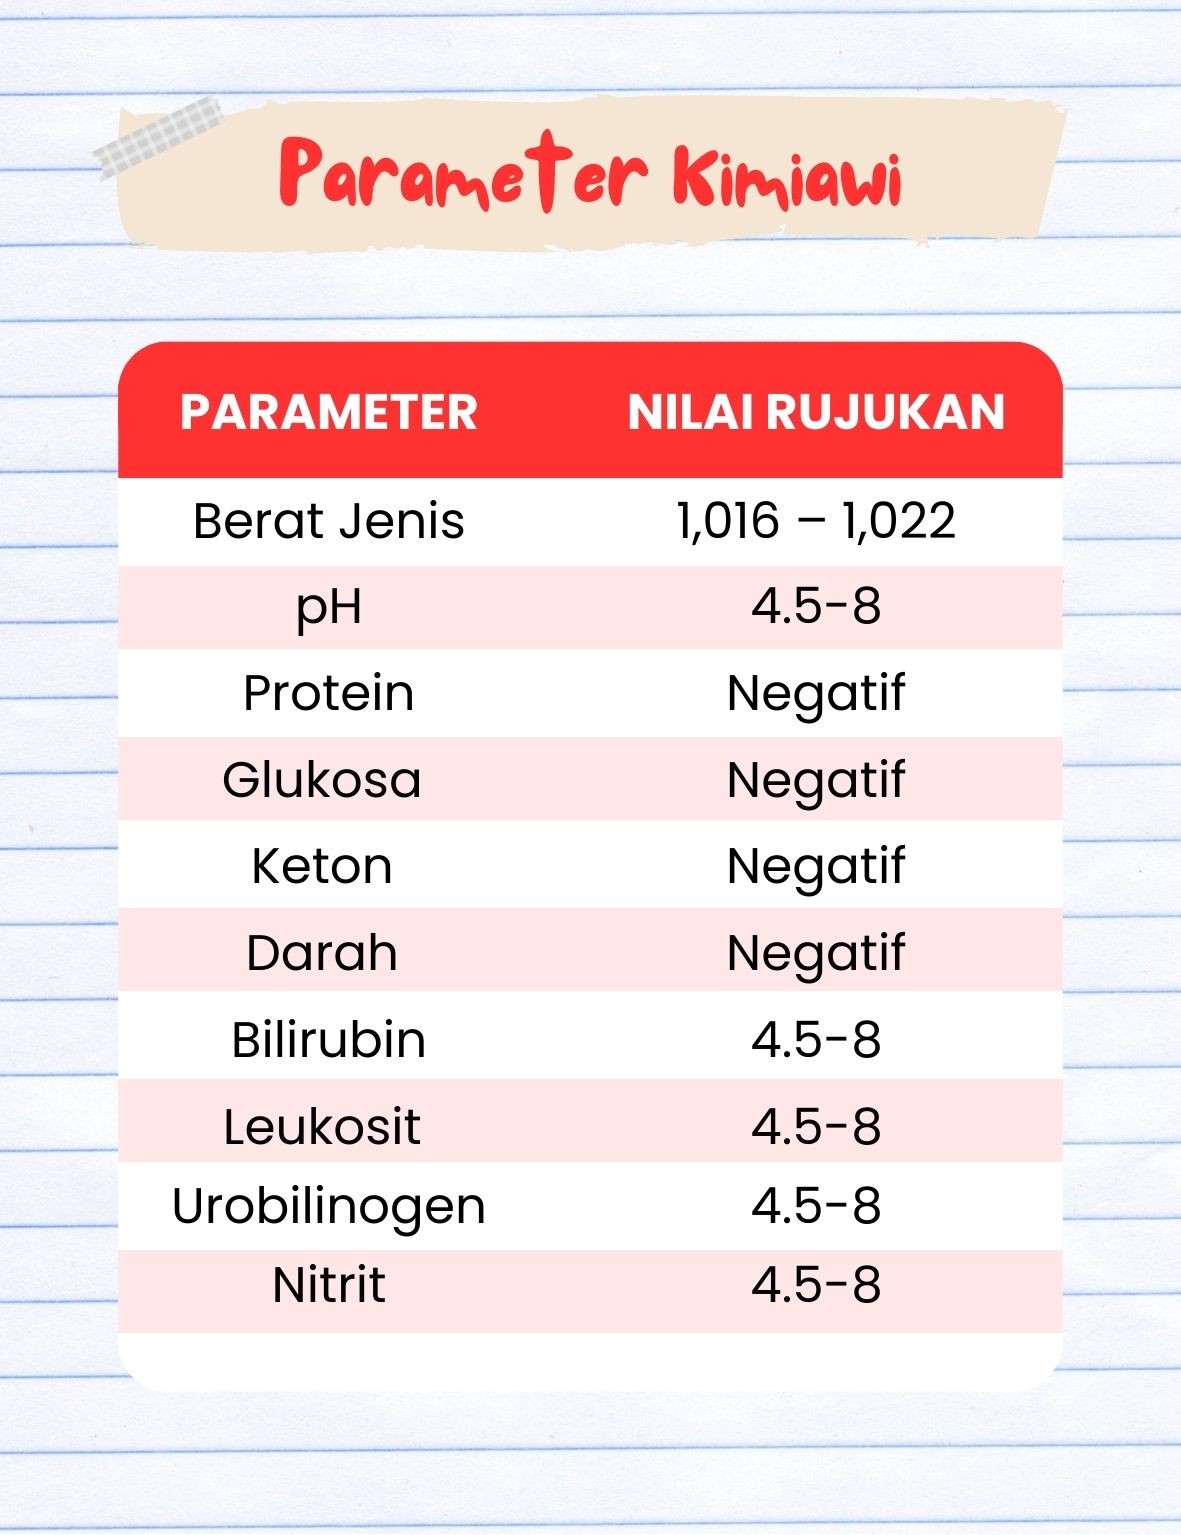 Parameter Kimiawi
PARAMETER NILAI RUJUKAN
Berat Jenis 1,016 – 1,022
pH 4.5-8
Protein Negatif
Glukosa Negatif
Keton Negatif
Darah Negatif
Bilirubin 4.5-8
Leukosit 4.5-8
Urobilinogen 4.5-8
Nitrit 4.5-8